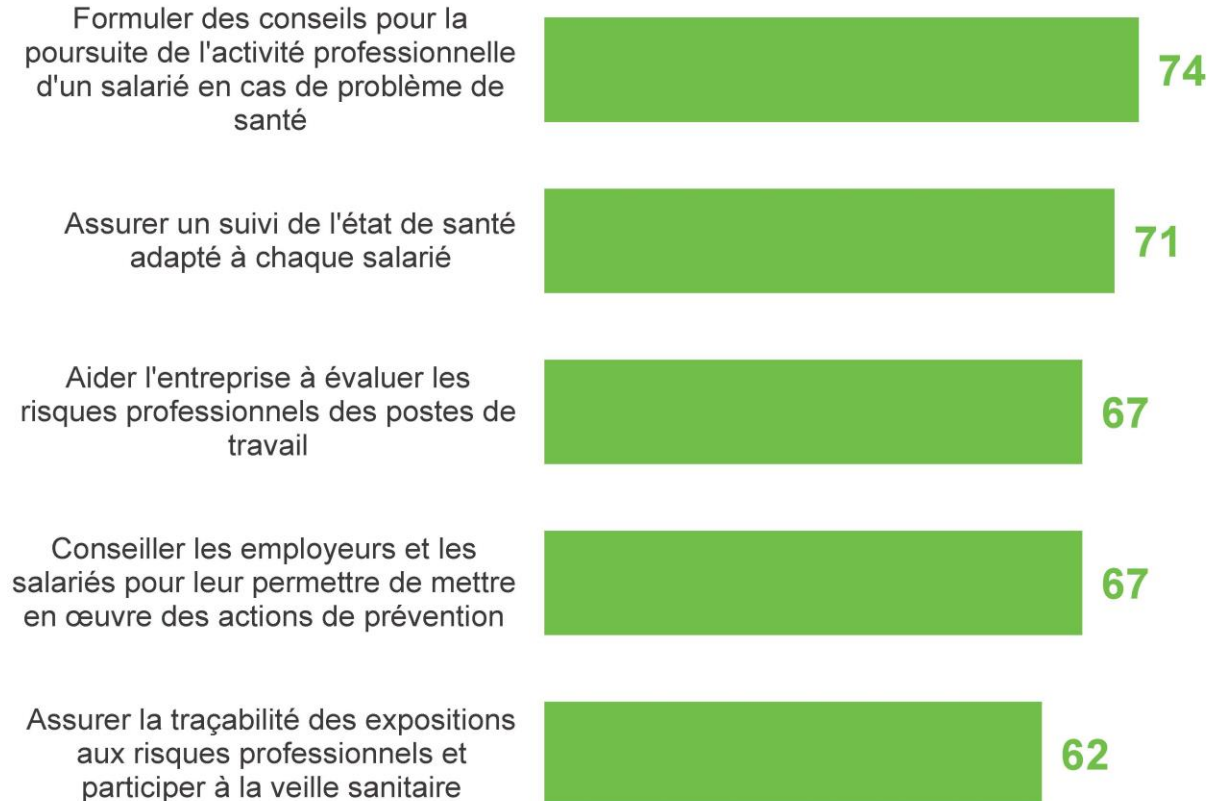 Formuler des conseils pour la
poursuite de l'activité professionnelle
d'un salarié en cas de problème de
santé
74
Assurer un suivi de l'état de santé
adapté à chaque salarié
71
Aider l'entreprise à évaluer les
risques professionnels des postes de
travail
67
Conseiller les employeurs et les
salariés pour leur permettre de mettre
en œuvre des actions de prévention
67
Assurer la traçabilité des expositions
aux risques professionnels et
participer à la veille sanitaire
62